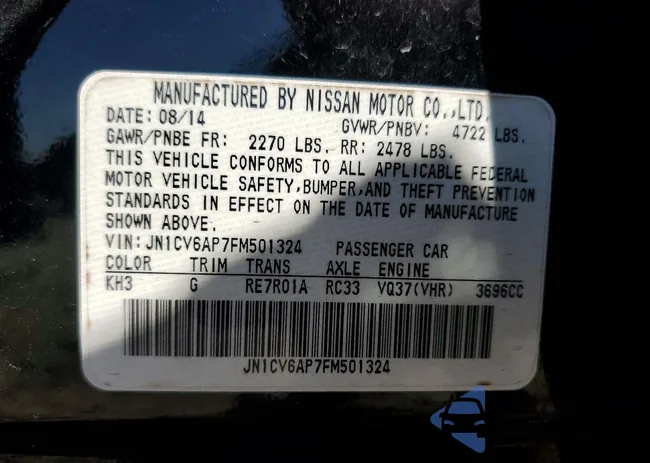 MANUFACTURED BY NISSAN MOTOR CO.,LTD.
DATE: 08/14 GVWR/PNBV: 4722 LBS.
GAWR/PNBE FR: 2270 LBS. RR: 2478 LBS.
THIS VEHICLE CONFORMS TO ALL APPLICABLE FEDERAL
MOTOR VEHICLE SAFETY,BUMPER,AND THEFT PREVENTION
STANDARDS IN EFFECT ON THE DATE OF MANUFACTURE
SHOWN ABOVE.
VIN: JN1CV6AP7FM501324 PASSENGER CAR
COLOR TRIM TRANS AXLE ENGINE
KH3 G RE7R01A RC33 VQ37(VHR) 3696CC
JN1CV6AP7FM501324